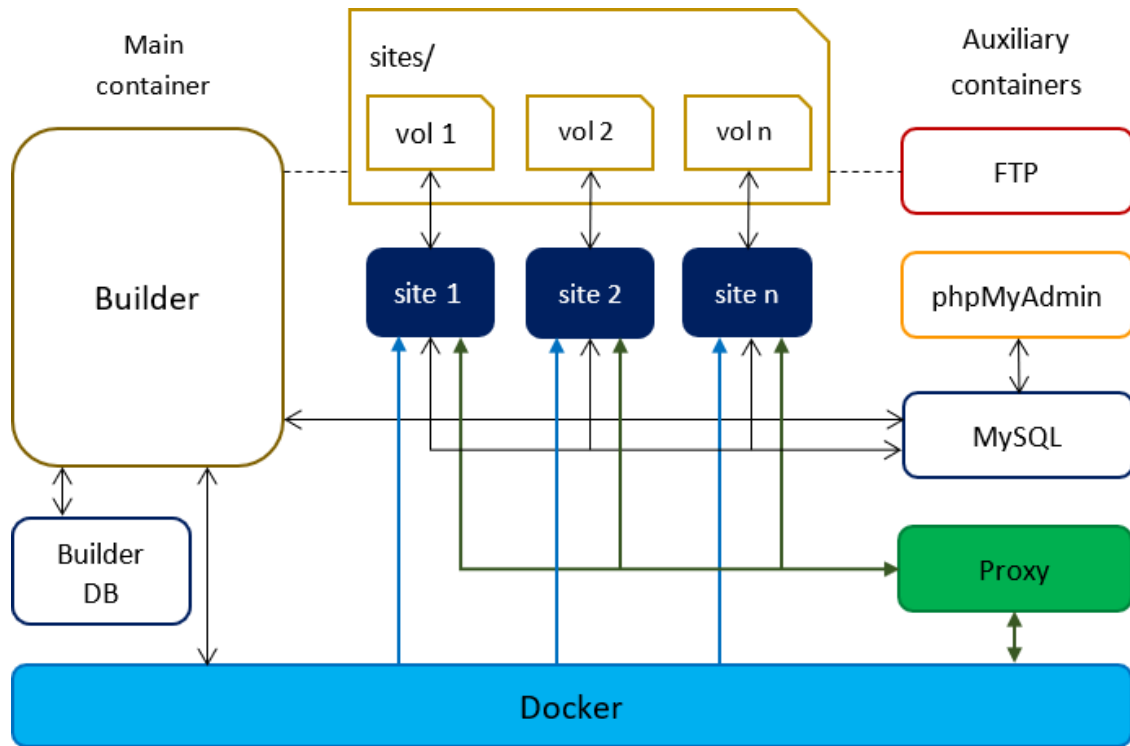 Main
container
sites/
Auxiliary
containers
vol 1
vol 2
vol n
FTP
Builder
site 1
site 2
site n
phpMyAdmin
MySQL
Builder
DB
Proxy
Docker